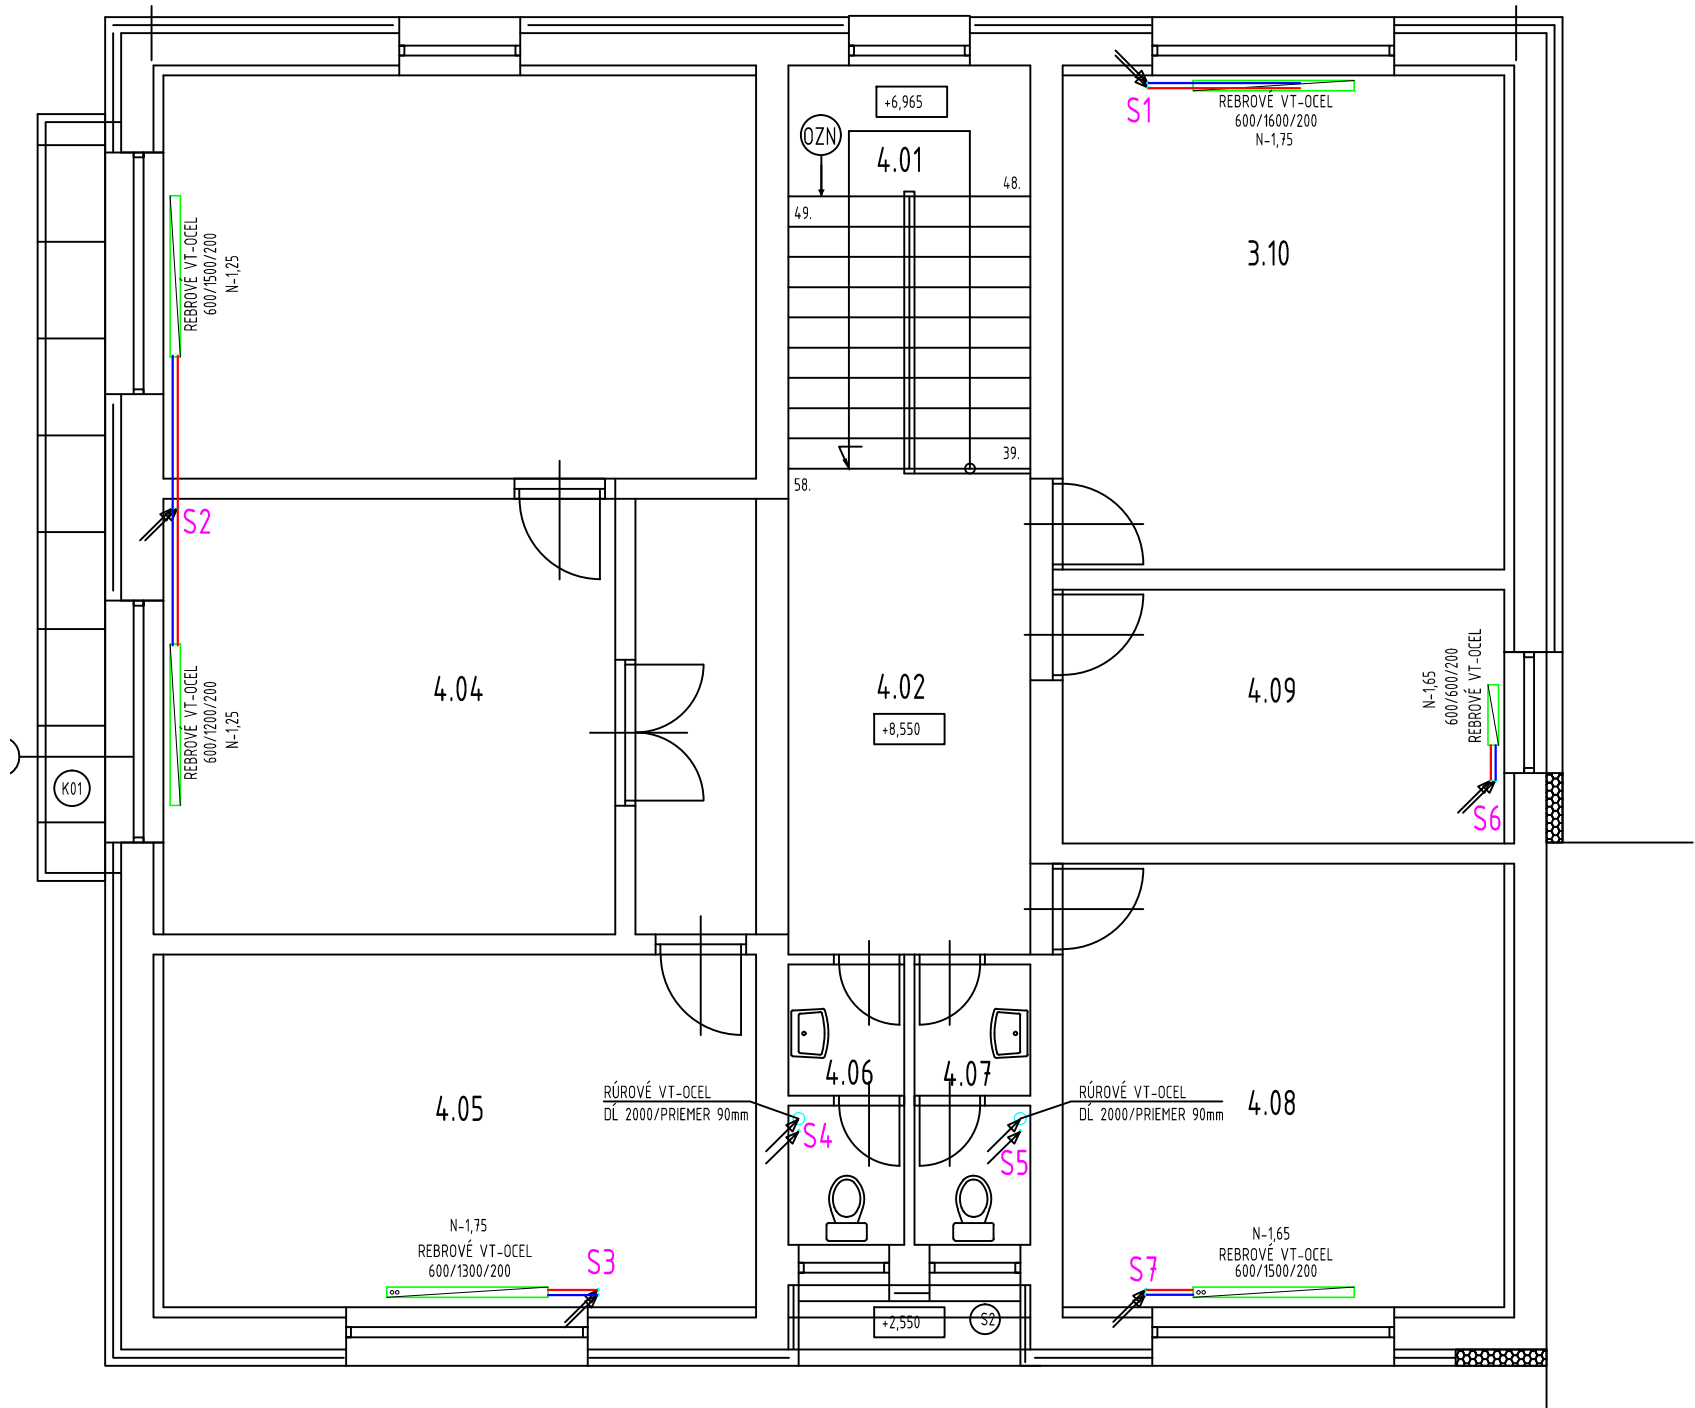 +6,965
OZN
4.01
48.
49.
39.
58.
S1
REBROVÉ VT-OCEL
600/1600/200
N-1,75
3.10
REBROVÉ VT-OCEL
600/1500/200
N-1,25
S2
REBROVÉ VT-OCEL
600/1200/200
N-1,25
4.04
4.02
+8,550
4.09
N-1,65
600/600/200
REBROVÉ VT-OCEL
S6
K01
4.05
RÚROVÉ VT-OCEL
DĹ 2000/PRIEMER 90mm
S4
4.06
4.07
RÚROVÉ VT-OCEL
DĹ 2000/PRIEMER 90mm
S5
4.08
N-1,75
REBROVÉ VT-OCEL
600/1300/200
S3
S7
N-1,65
REBROVÉ VT-OCEL
600/1500/200
+2,550
S2